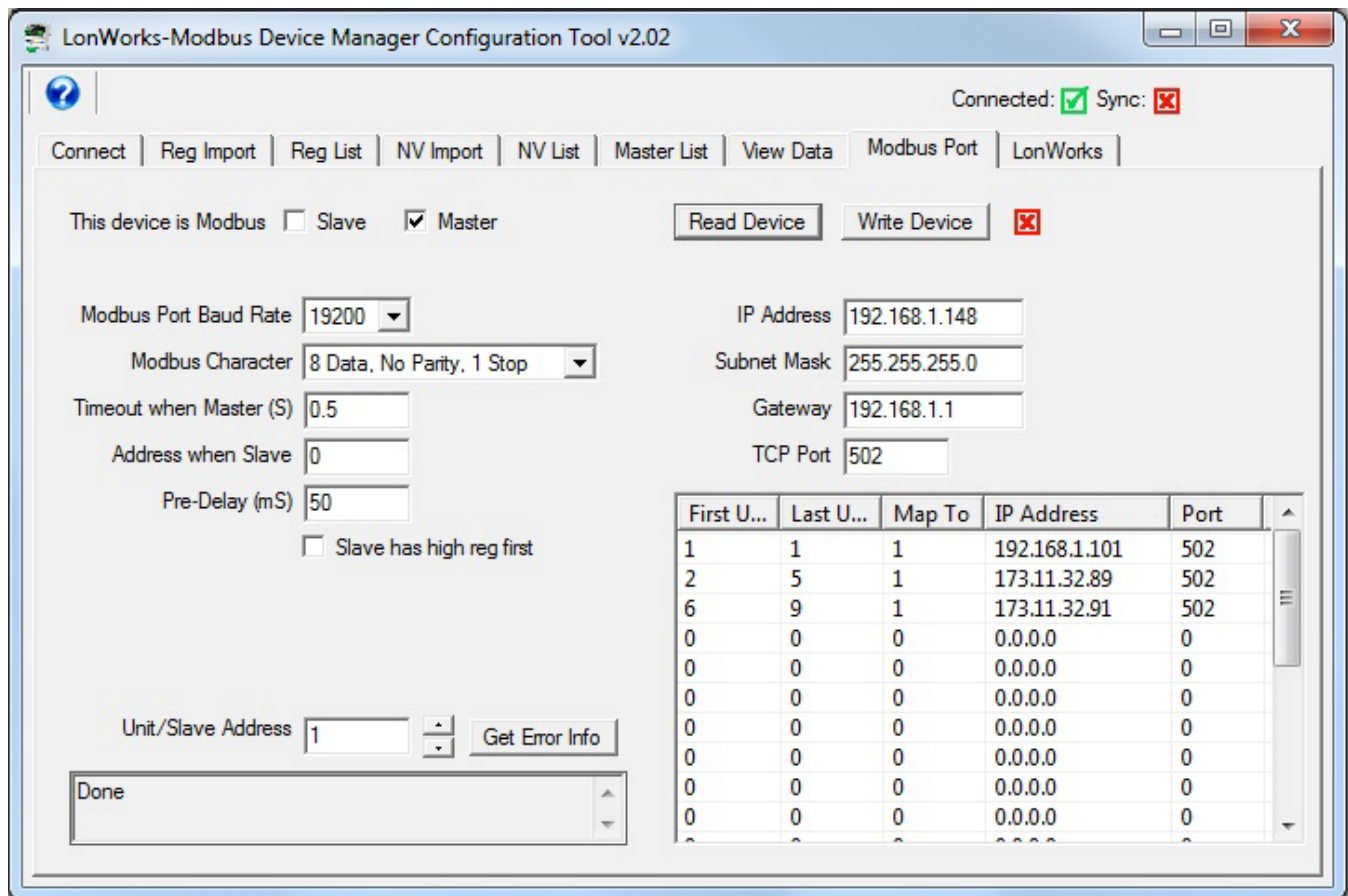 LonWorks-Modbus Device Manager Configuration Tool v2.02
Connected: Sync:
Connect Reg Import Reg List NV Import NV List Master List View Data Modbus Port LonWorks
This device is Modbus Slave Master Read Device Write Device
Modbus Port Baud Rate 19200
Modbus Character 8 Data, No Parity, 1 Stop
Timeout when Master (S) 0.5
Address when Slave 0
Pre-Delay (mS) 50
Slave has high reg first
Unit/Slave Address 1 Get Error Info
Done
IP Address 192.168.1.148
Subnet Mask 255.255.255.0
Gateway 192.168.1.1
TCP Port 502
First U... Last U... Map To IP Address Port
1 1 1 192.168.1.101 502
2 5 1 173.11.32.89 502
6 9 1 173.11.32.91 502
0 0 0 0.0.0.0 0
0 0 0 0.0.0.0 0
0 0 0 0.0.0.0 0
0 0 0 0.0.0.0 0
0 0 0 0.0.0.0 0
0 0 0 0.0.0.0 0
0 0 0 0.0.0.0 0